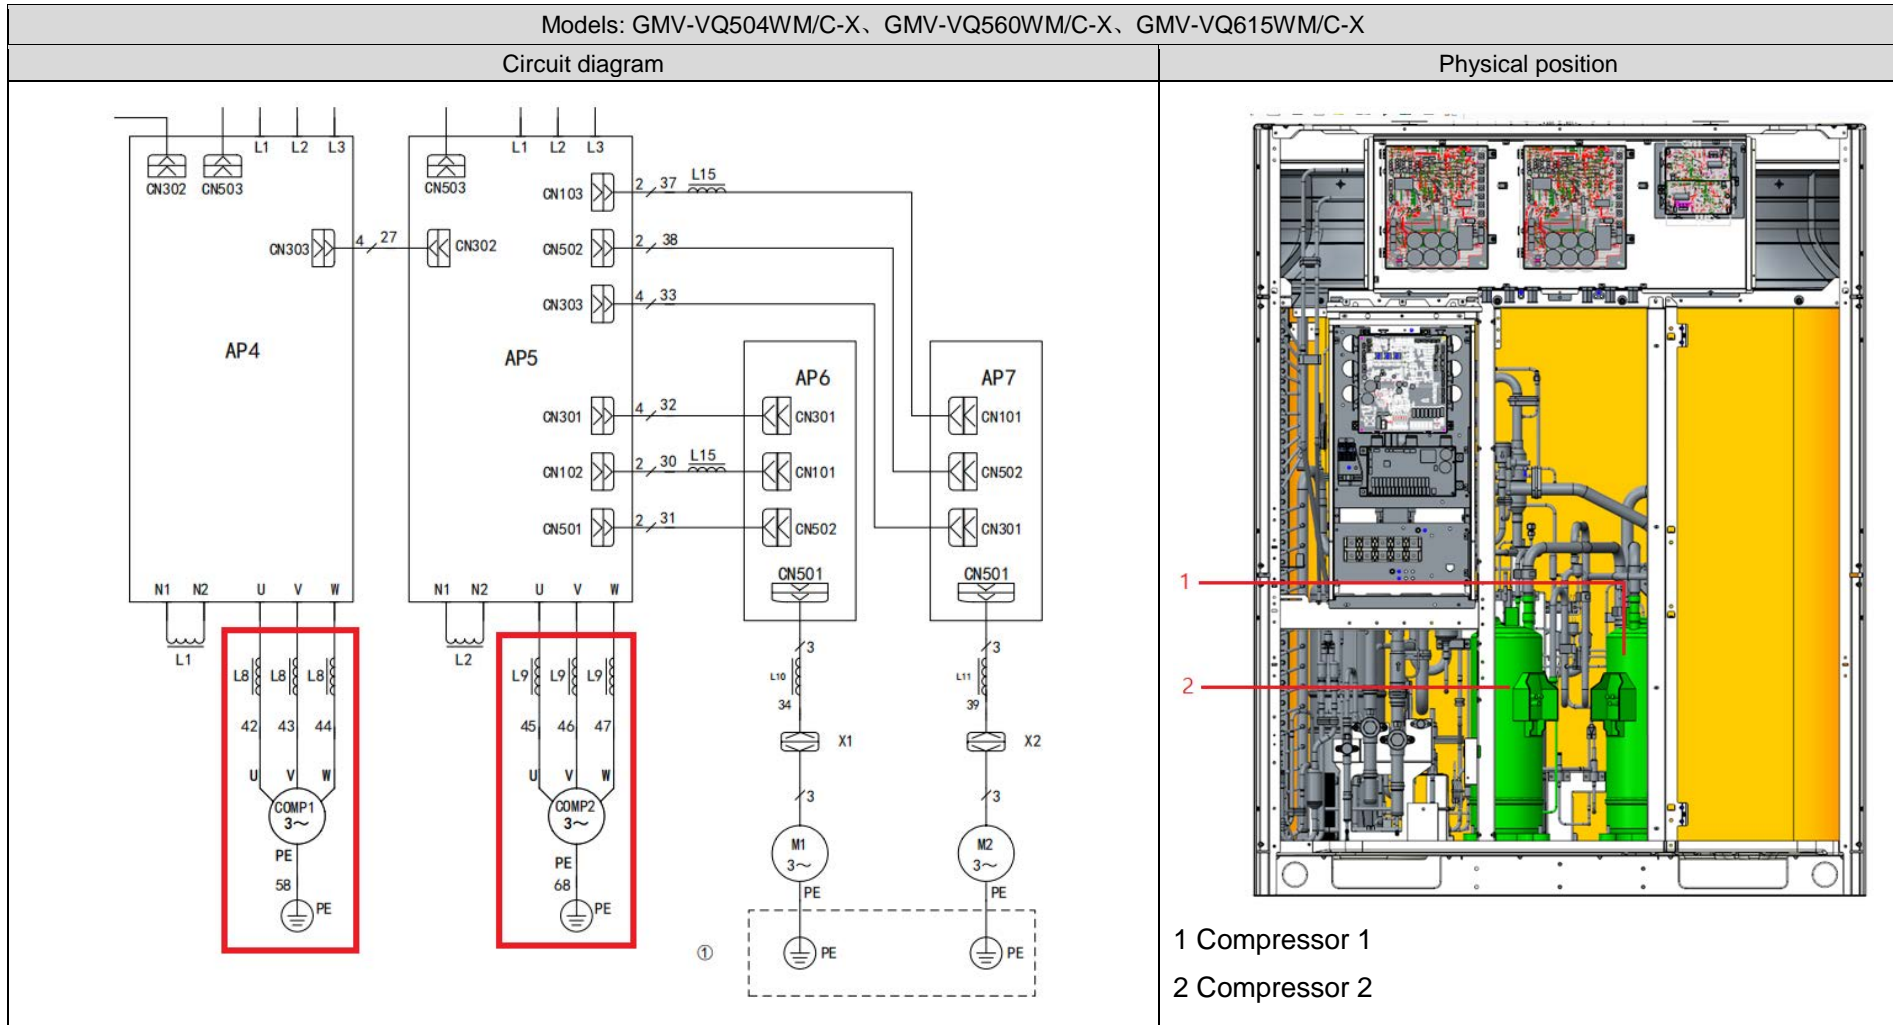 Models: GMV-VQ504WM/C-X、GMV-VQ560WM/C-X、GMV-VQ615WM/C-X
Circuit diagram
Physical position
L1 L2 L3
CN302 CN503
CN303
4 27
AP4
N1 N2 U V W
L1
L8 L8 L8
42 43 44
U V W
COMP1
3~
PE
58
PE
L1 L2 L3
CN503
CN302
CN103 2 37 L15
CN502 2 38
CN303 4 33
AP5
CN301 4 32
CN102 2 30 L15
CN501 2 31
N1 N2 U V W
L2
L9 L9 L9
45 46 47
U V W
COMP2
3~
PE
68
PE
AP6
CN301
CN101
CN502
CN501
3
L10
34
X1
3
M1
3~
PE
PE
AP7
CN101
CN502
CN301
CN501
3
L11
39
X2
3
M2
3~
PE
PE
①
1
2
1 Compressor 1
2 Compressor 2